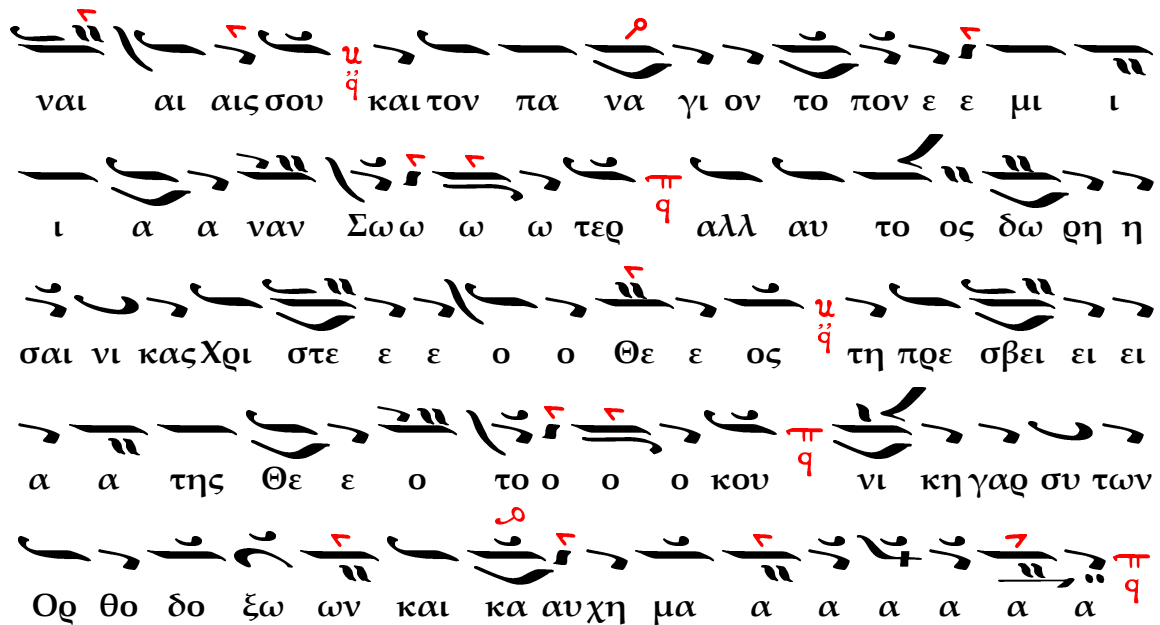 ναι αι αις σου και τον πα να γι ον το πον ε ε μι ι
ι α α ναν Σω ω ω ω τερ αλλ αυ το ος δω ρη η
σαι νι κας Χρι στε ε ε ο ο Θε ε ος τη πρε σβει ει ει
α α της Θε ε ο το ο ο ο κου νι κη γαρ συ των
Ορ θο δο ξω ων και κα αυ χη μα α α α α α α